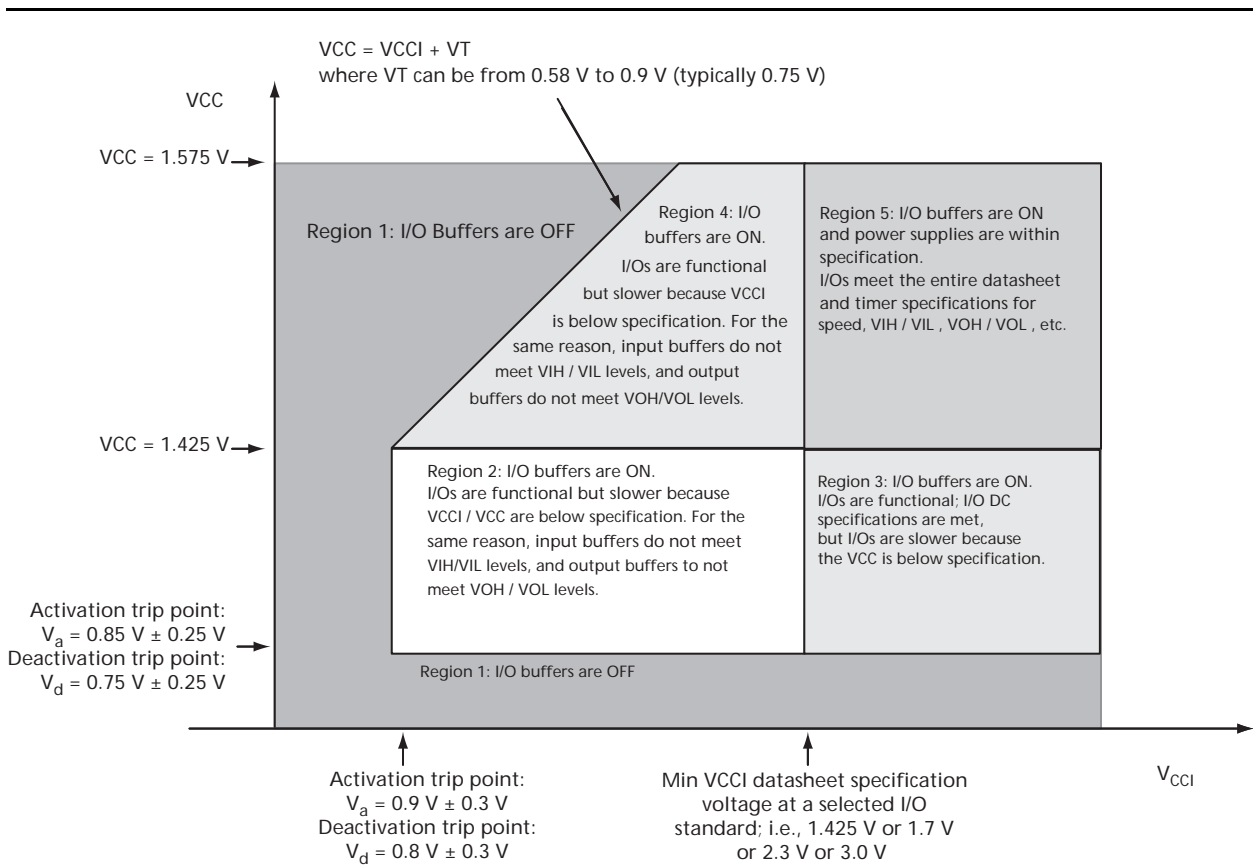 VCC = VCCI + VT
where VT can be from 0.58 V to 0.9 V (typically 0.75 V)
VCC
VCC = 1.575 V
Region 1: I/O Buffers are OFF
Region 4: I/O
buffers are ON.
I/Os are functional
but slower because VCCI
is below specification. For the
same reason, input buffers do not
meet VIH / VIL levels, and output
buffers do not meet VOH/VOL levels.
Region 5: I/O buffers are ON
and power supplies are within
specification.
I/Os meet the entire datasheet
and timer specifications for
speed, VIH / VIL , VOH / VOL , etc.
VCC = 1.425 V
Region 2: I/O buffers are ON.
I/Os are functional but slower because
VCCI / VCC are below specification. For the
same reason, input buffers do not meet
VIH/VIL levels, and output buffers to not
meet VOH / VOL levels.
Region 3: I/O buffers are ON.
I/Os are functional; I/O DC
specifications are met,
but I/Os are slower because
the VCC is below specification.
Activation trip point:
Va = 0.85 V ± 0.25 V
Deactivation trip point:
Vd = 0.75 V ± 0.25 V
Region 1: I/O buffers are OFF
Activation trip point:
Va = 0.9 V ± 0.3 V
Deactivation trip point:
Vd = 0.8 V ± 0.3 V
Min VCCI datasheet specification
voltage at a selected I/O
standard; i.e., 1.425 V or 1.7 V
or 2.3 V or 3.0 V
VCCI